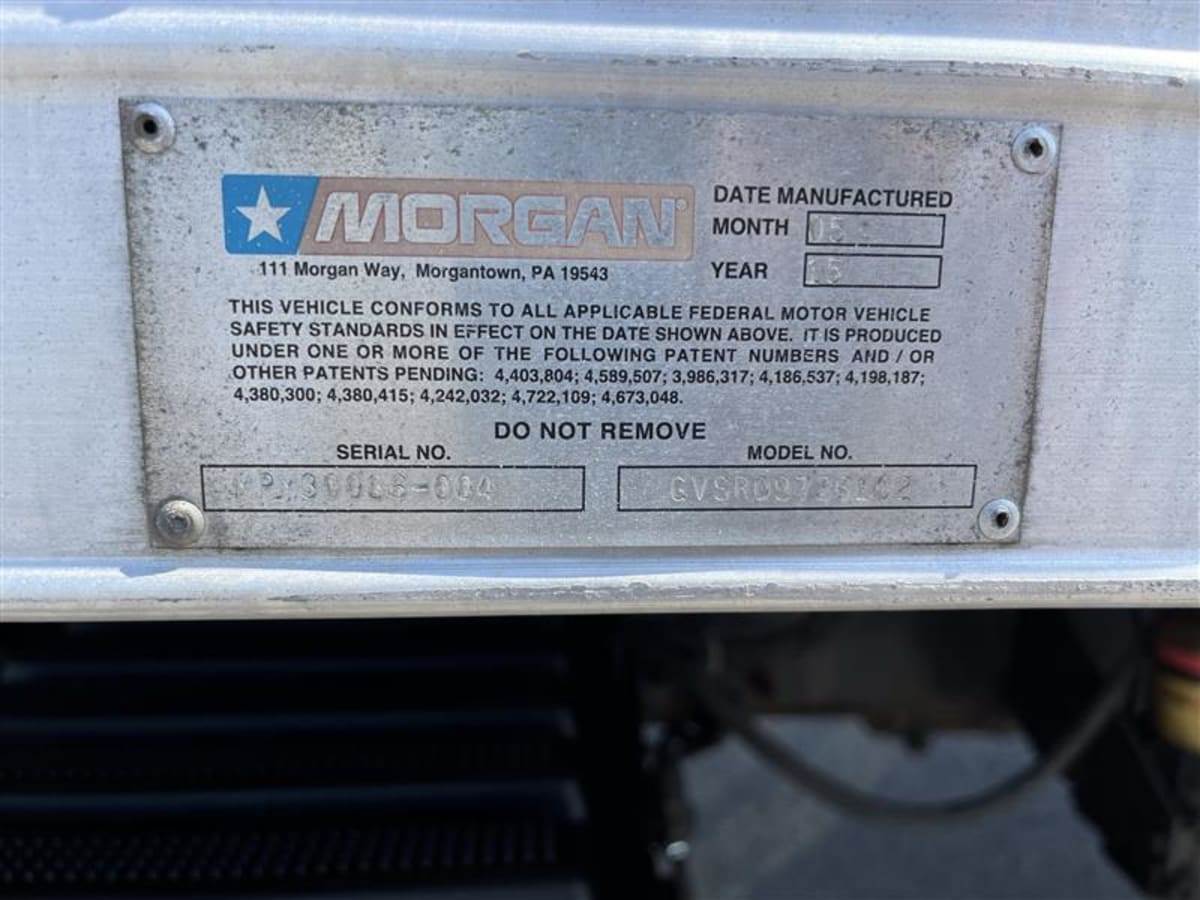 MORGAN®
111 Morgan Way, Morgantown, PA 19543
DATE MANUFACTURED
MONTH 05
YEAR 15
THIS VEHICLE CONFORMS TO ALL APPLICABLE FEDERAL MOTOR VEHICLE
SAFETY STANDARDS IN EFFECT ON THE DATE SHOWN ABOVE. IT IS PRODUCED
UNDER ONE OR MORE OF THE FOLLOWING PATENT NUMBERS AND / OR
OTHER PATENTS PENDING: 4,403,804; 4,589,507; 3,986,317; 4,186,537; 4,198,187;
4,380,300; 4,380,415; 4,242,032; 4,722,109; 4,673,048.
DO NOT REMOVE
SERIAL NO.
MODEL NO.